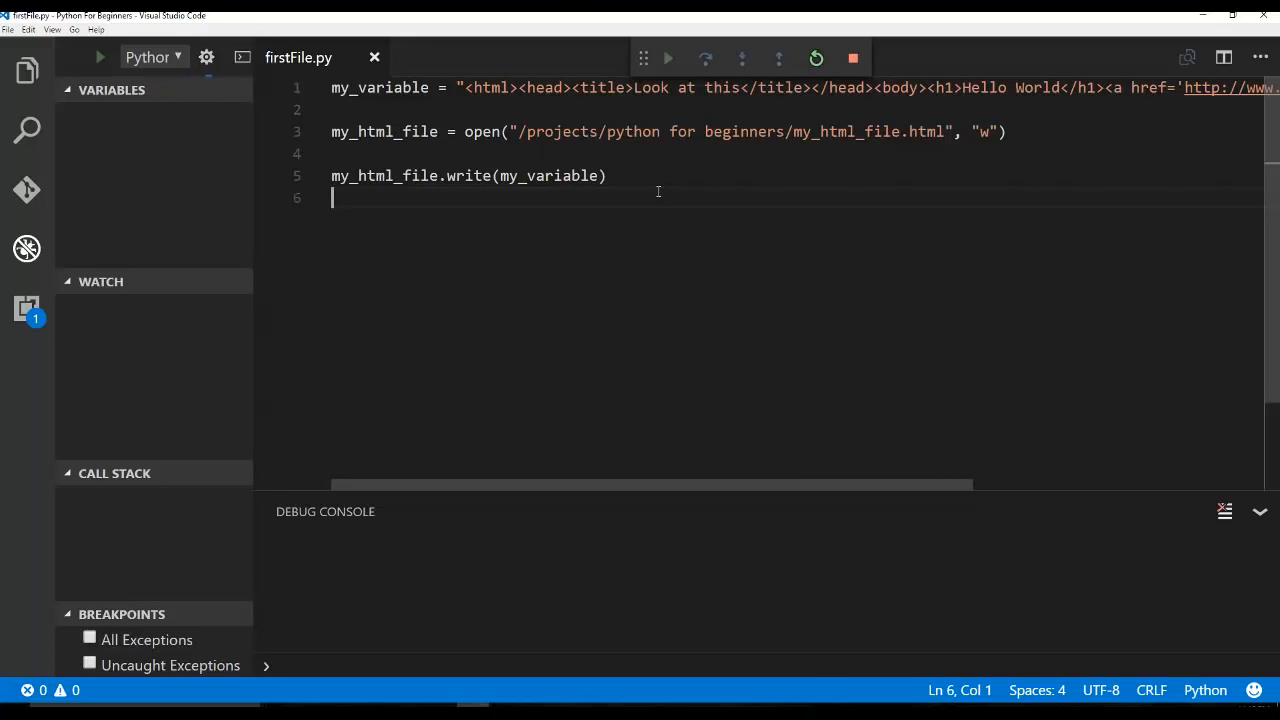 firstFile.py - Python For Beginners - Visual Studio Code
File Edit View Go Help
Python
firstFile.py
VARIABLES
WATCH
CALL STACK
BREAKPOINTS
All Exceptions
Uncaught Exceptions
1
1 my_variable = "<html><head><title>Look at this</title></head><body><h1>Hello World</h1><a href='http://www.
2
3 my_html_file = open("/projects/python for beginners/my_html_file.html", "w")
4
5 my_html_file.write(my_variable)
6
DEBUG CONSOLE
0 0
Ln 6, Col 1 Spaces: 4 UTF-8 CRLF Python